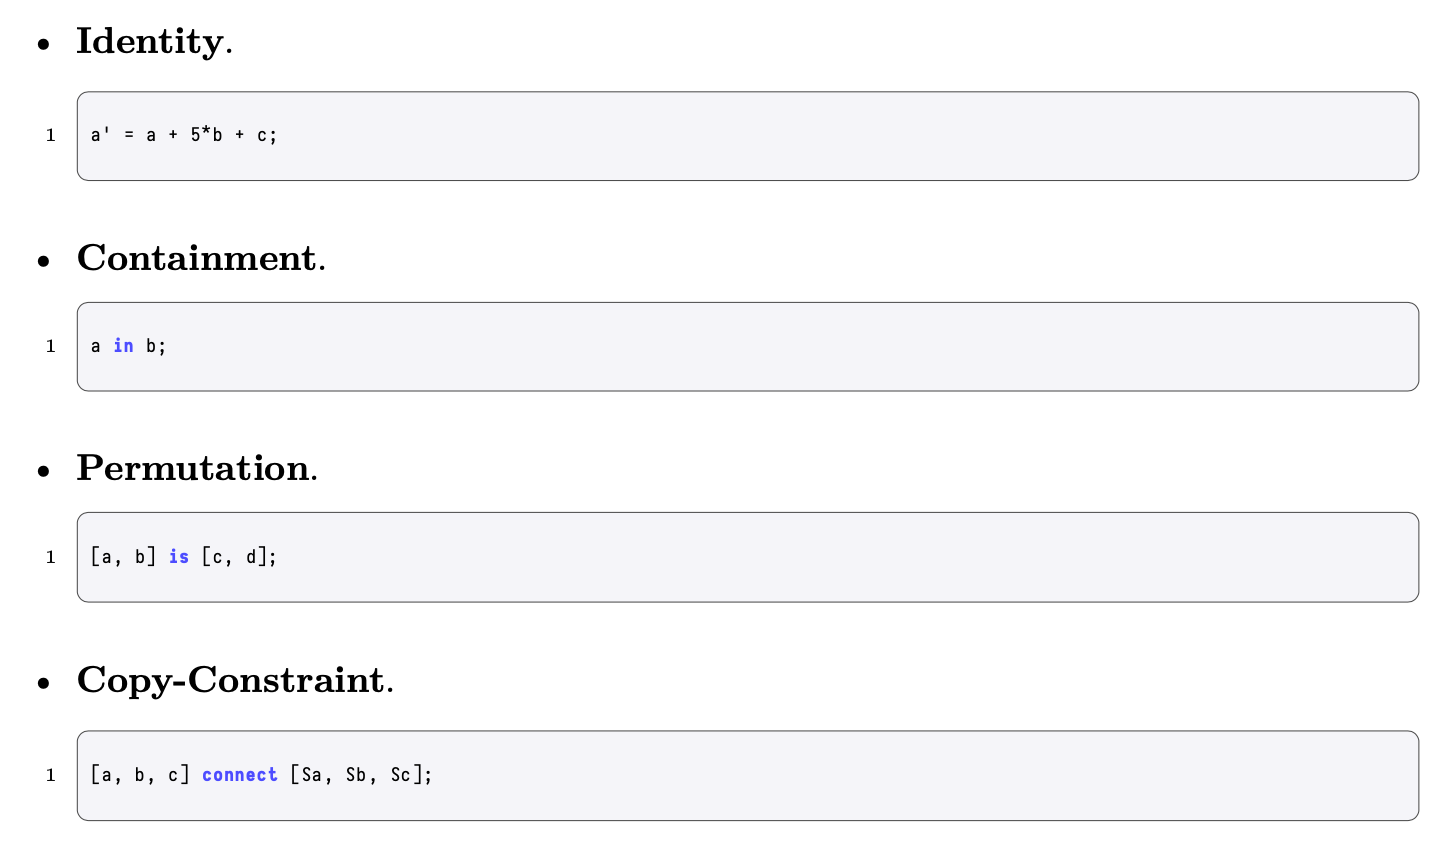 • Identity.
1 a' = a + 5*b + c;
• Containment.
1 a in b;
• Permutation.
1 [a, b] is [c, d];
• Copy-Constraint.
1 [a, b, c] connect [Sa, Sb, Sc];